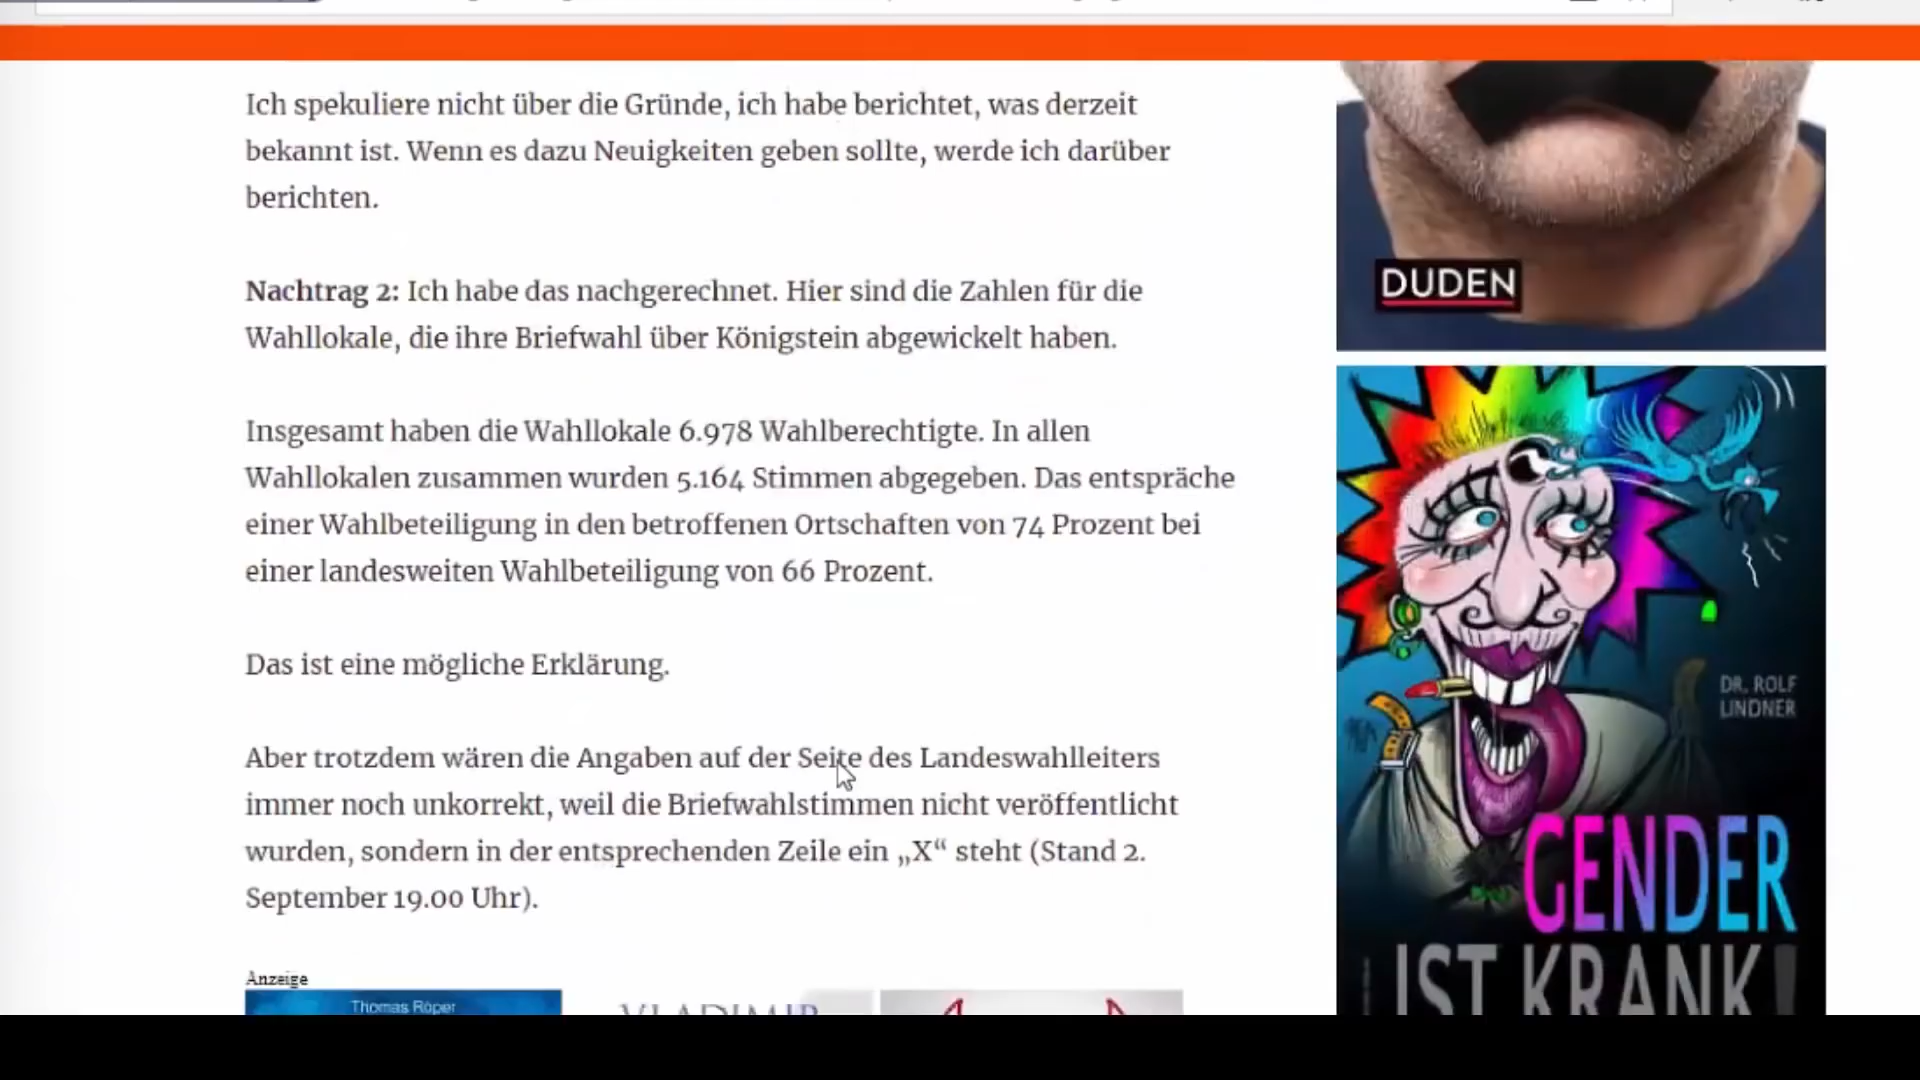 Ich spekuliere nicht über die Gründe, ich habe berichtet, was derzeit
bekannt ist. Wenn es dazu Neuigkeiten geben sollte, werde ich darüber
berichten.
Nachtrag 2: Ich habe das nachgerechnet. Hier sind die Zahlen für die
Wahllokale, die ihre Briefwahl über Königstein abgewickelt haben.
Insgesamt haben die Wahllokale 6.978 Wahlberechtigte. In allen
Wahllokalen zusammen wurden 5.164 Stimmen abgegeben. Das entspräche
einer Wahlbeteiligung in den betroffenen Ortschaften von 74 Prozent bei
einer landesweiten Wahlbeteiligung von 66 Prozent.
Das ist eine mögliche Erklärung.
Aber trotzdem wären die Angaben auf der Seite des Landeswahlleiters
immer noch unkorrekt, weil die Briefwahlstimmen nicht veröffentlicht
wurden, sondern in der entsprechenden Zeile ein „X“ steht (Stand 2.
September 19.00 Uhr).
Anzeige
Thomas Röper
VLADIMIR
DUDEN
DR. ROLF
LINDNER
GENDER
IST KRANK!